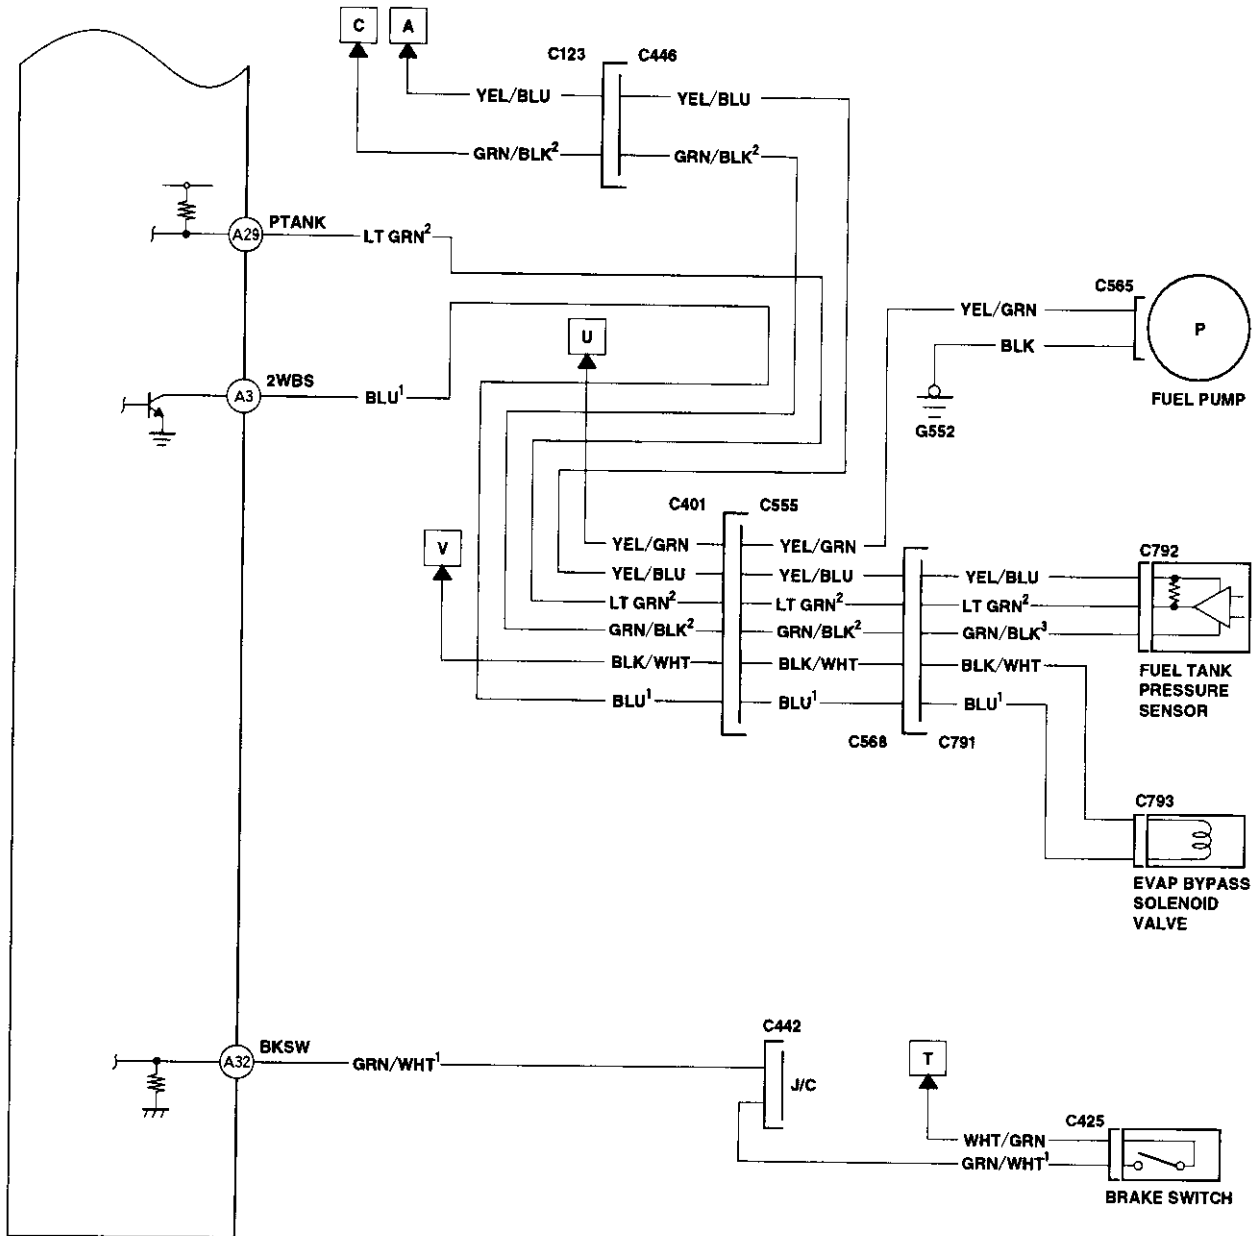 C A
C123 C446
YEL/BLU YEL/BLU
GRN/BLK² GRN/BLK²
A29 PTANK LT GRN²
C565
YEL/GRN
BLK
P
FUEL PUMP
G552
U
A3 2WBS BLU¹
C401 C555
V
YEL/GRN YEL/GRN
YEL/BLU YEL/BLU YEL/BLU
LT GRN² LT GRN² LT GRN²
GRN/BLK² GRN/BLK² GRN/BLK³
BLK/WHT BLK/WHT BLK/WHT
BLU¹ BLU¹ BLU¹
C568 C791
C792
FUEL TANK
PRESSURE
SENSOR
C793
EVAP BYPASS
SOLENOID
VALVE
A32 BKSW GRN/WHT¹
C442
J/C
T
C425
WHT/GRN
GRN/WHT¹
BRAKE SWITCH